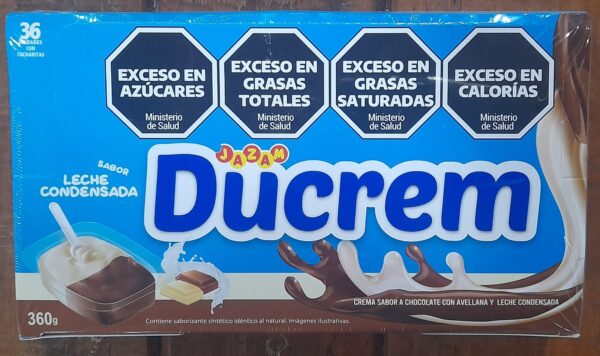 36
UNIDADES
CON
CUCHARITAS
EXCESO EN
AZÚCARES
Ministerio
de Salud
EXCESO EN
GRASAS
TOTALES
Ministerio
de Salud
EXCESO EN
GRASAS
SATURADAS
Ministerio
de Salud
EXCESO EN
CALORÍAS
Ministerio
de Salud
JAZAM
Ducrem
SABOR
LECHE
CONDENSADA
CREMA SABOR A CHOCOLATE CON AVELLANA Y LECHE CONDENSADA
360g
Contiene saborizante sintético idéntico al natural. Imágenes ilustrativas.